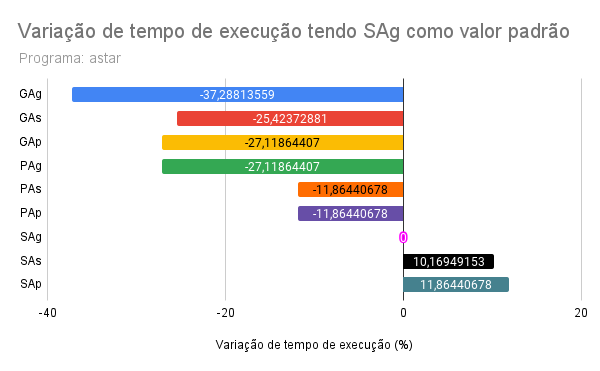 Variação de tempo de execução tendo SAg como valor padrão
Programa: astar
GAg -37,28813559
GAs -25,42372881
GAp -27,11864407
PAg -27,11864407
PAs -11,86440678
PAp -11,86440678
SAg 0
SAs 10,16949153
SAp 11,86440678
-40 -20 0 20
Variação de tempo de execução (%)